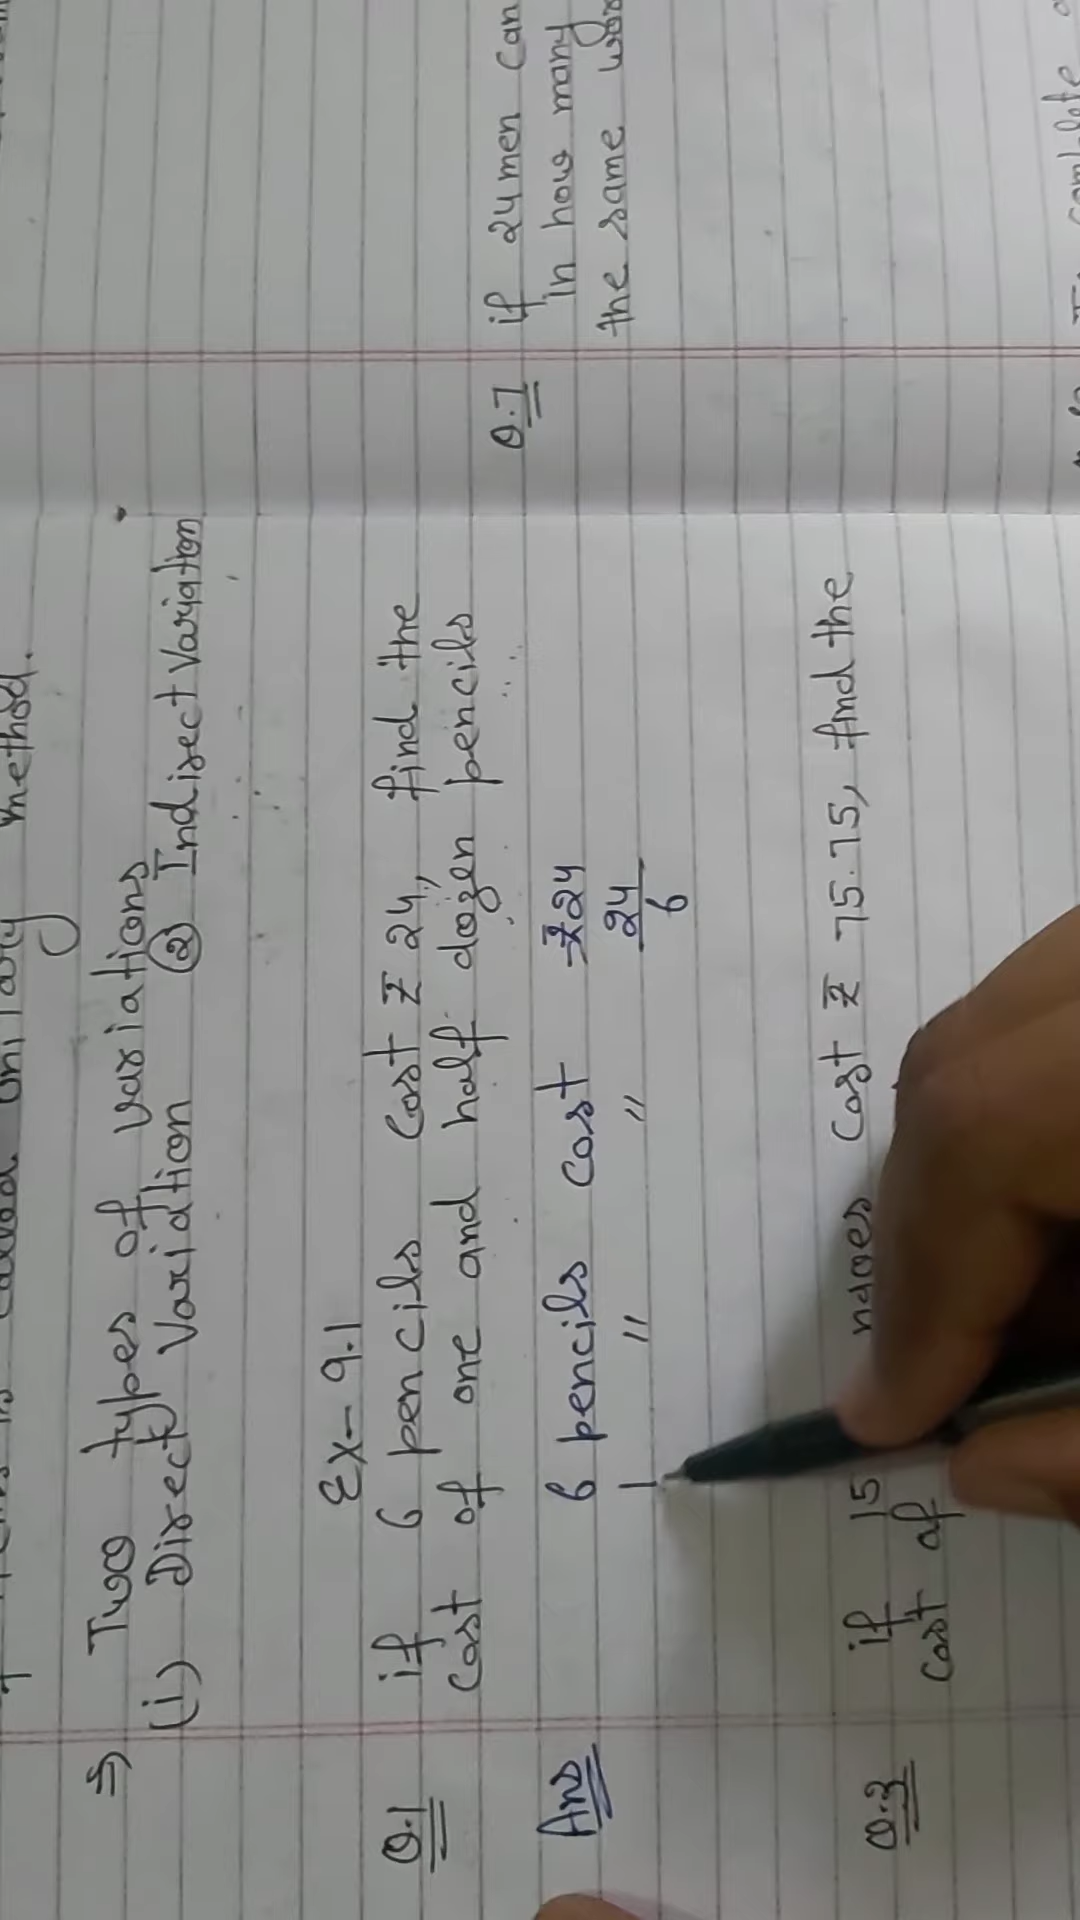 method.
⇒ Two types of variations
(i) Direct Variation ② Indirect Variation
Ex- 9.1
Q.1 if 6 pencils Cost ₹ 24, find the
Cost of one and half dozen pencils
Ans 6 pencils Cost ₹24
1 " " 24/6
Q.3 if 15 pages Cost ₹ 75.75, find the
Cost of
Q.7 if 24 men can
in how many
the same